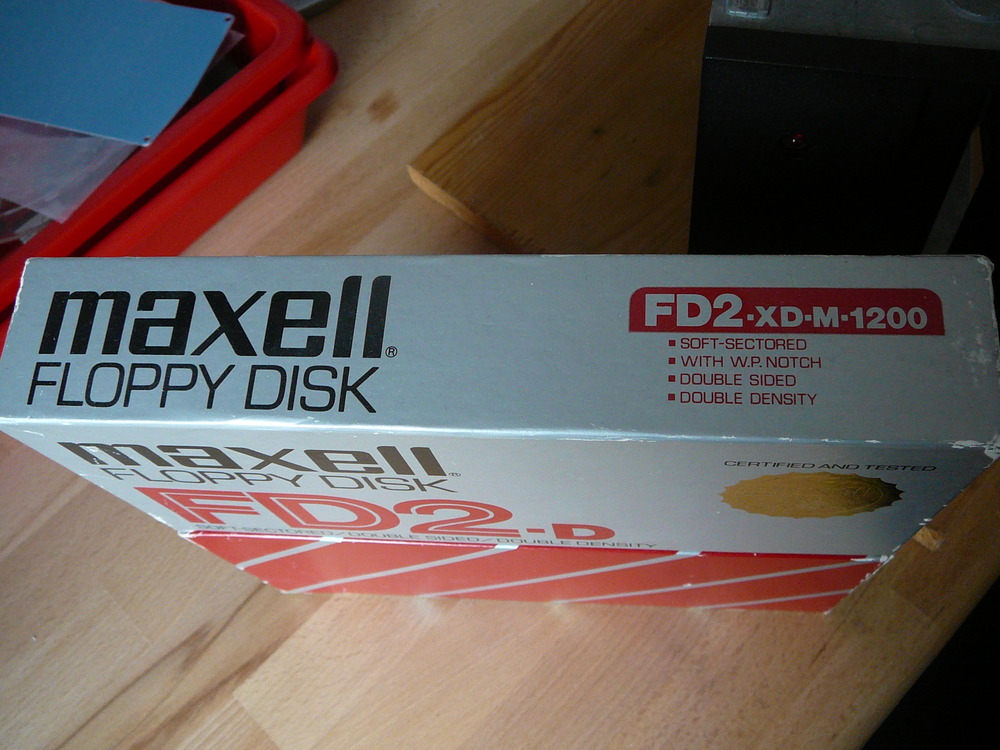 maxell®
FLOPPY DISK
FD2-XD-M-1200
▪ SOFT-SECTORED
▪ WITH W.P. NOTCH
▪ DOUBLE SIDED
▪ DOUBLE DENSITY
maxell®
FLOPPY DISK
CERTIFIED AND TESTED
FD2-D
SOFT-SECTORED/DOUBLE SIDED/DOUBLE DENSITY